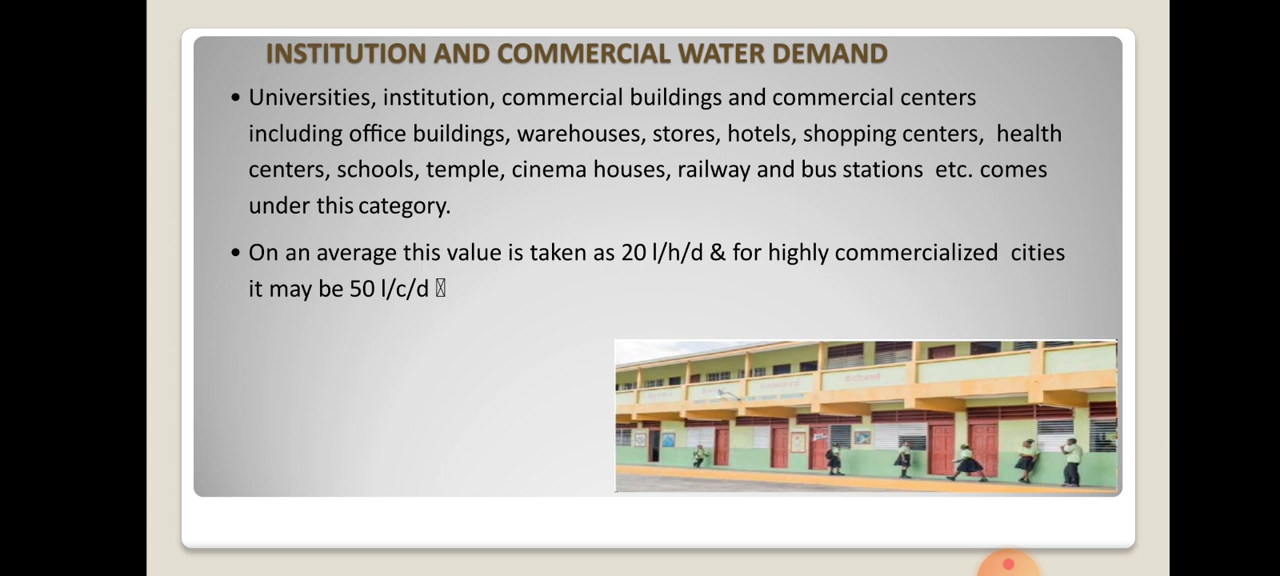 INSTITUTION AND COMMERCIAL WATER DEMAND
• Universities, institution, commercial buildings and commercial centers
including office buildings, warehouses, stores, hotels, shopping centers, health
centers, schools, temple, cinema houses, railway and bus stations etc. comes
under this category.
• On an average this value is taken as 20 l/h/d & for highly commercialized cities
it may be 50 l/c/d
School